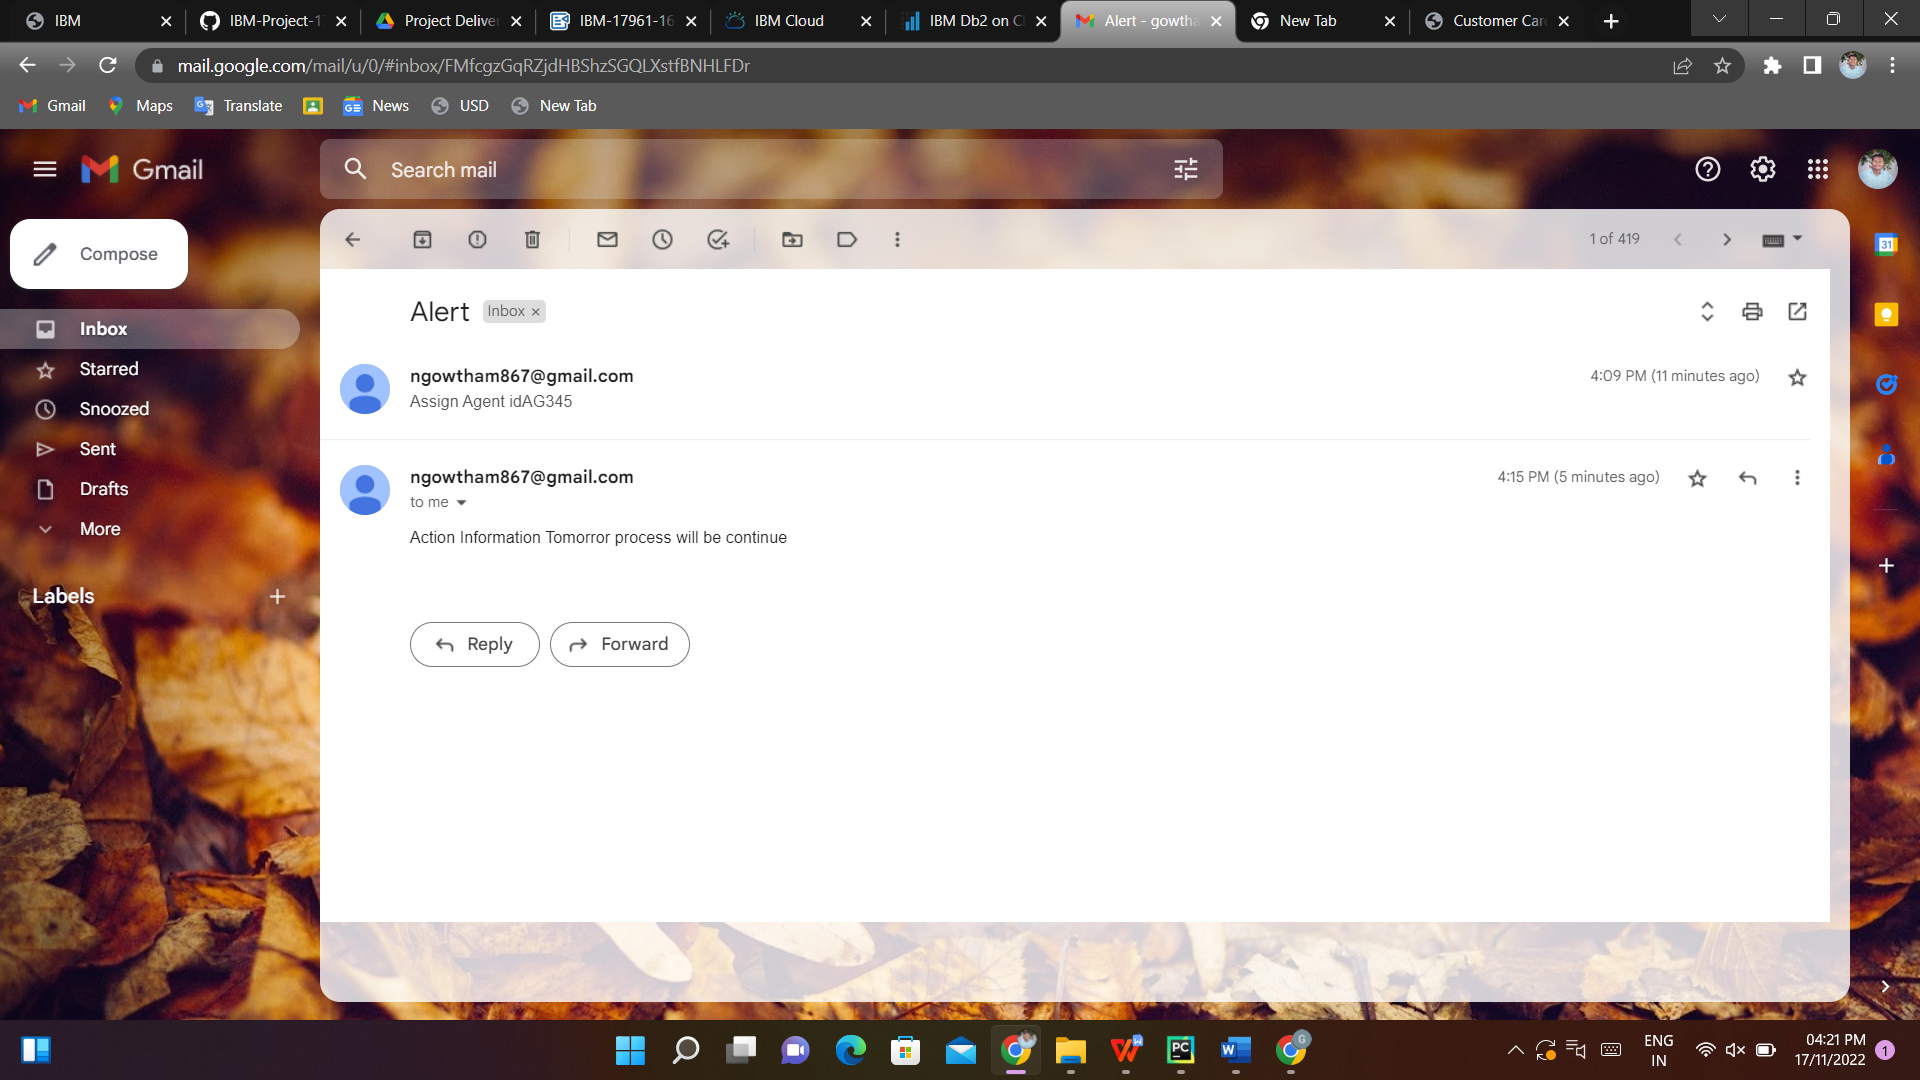 IBM
IBM-Project-1
Project Deliver
IBM-17961-16
IBM Cloud
IBM Db2 on Cl
Alert - gowtha
New Tab
Customer Care
mail.google.com/mail/u/0/#inbox/FMfcgzGqRZjdHBShzSGQLXstfBNHLFDr
Gmail
Maps
Translate
News
USD
New Tab
Gmail
Search mail
Compose
1 of 419
31
Alert
Inbox ×
Inbox
Starred
Snoozed
Sent
Drafts
More
Labels
ngowtham867@gmail.com
4:09 PM (11 minutes ago)
Assign Agent idAG345
ngowtham867@gmail.com
4:15 PM (5 minutes ago)
to me
Action Information Tomorror process will be continue
Reply
Forward
PC
W
G
ENG
IN
04:21 PM
17/11/2022
1